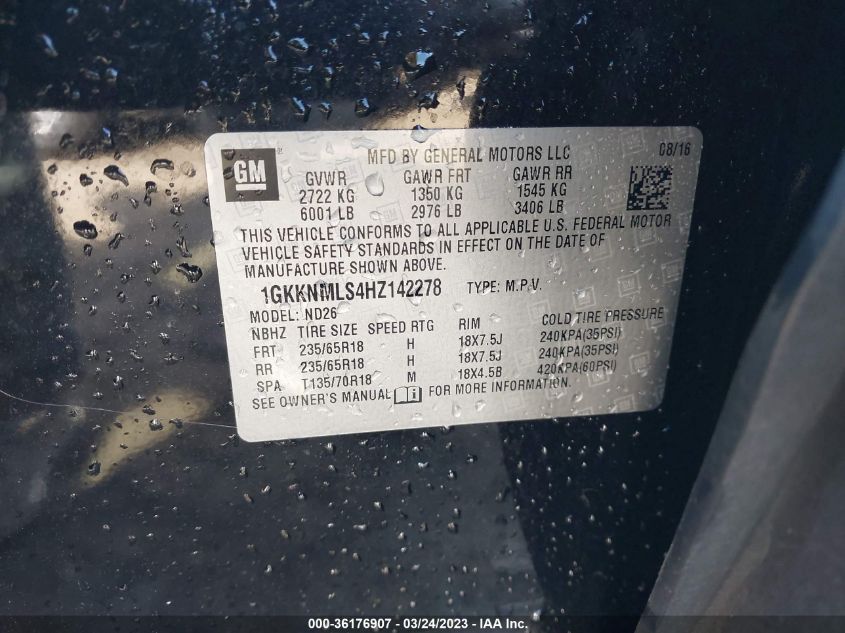 GM
MFD BY GENERAL MOTORS LLC 08/16
GVWR GAWR FRT GAWR RR
2722 KG 1350 KG 1545 KG
6001 LB 2976 LB 3406 LB
THIS VEHICLE CONFORMS TO ALL APPLICABLE U.S. FEDERAL MOTOR
VEHICLE SAFETY STANDARDS IN EFFECT ON THE DATE OF
MANUFACTURE SHOWN ABOVE.
1GKKNMLS4HZ142278 TYPE: M.P.V.
MODEL: ND26
NBHZ TIRE SIZE SPEED RTG RIM COLD TIRE PRESSURE
FRT 235/65R18 H 18X7.5J 240KPA(35PSI)
RR 235/65R18 H 18X7.5J 240KPA(35PSI)
SPA T135/70R18 M 18X4.5B 420KPA(60PSI)
SEE OWNER'S MANUAL FOR MORE INFORMATION.
000-36176907 - 03/24/2023 - IAA Inc.